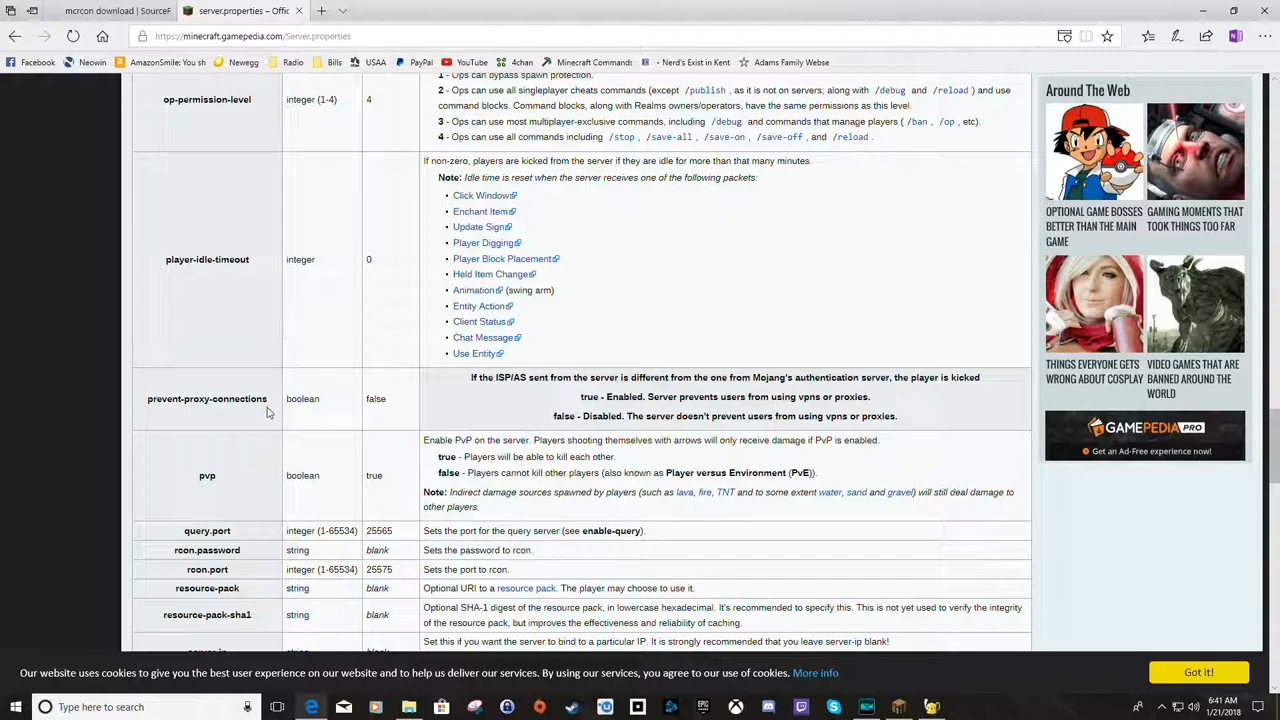 mcrcon download | SourceF
server.properties – Offic
https://minecraft.gamepedia.com/Server.properties
Facebook
Neowin
AmazonSmile: You sh
Newegg
Radio
Bills
USAA
PayPal
YouTube
4chan
Minecraft Commands
- Nerd's Exist in Kent
Adams Family Webse
1 - Ops can bypass spawn protection.
op-permission-level
integer (1-4)
4
2 - Ops can use all singleplayer cheats commands (except /publish , as it is not on servers; along with /debug and /reload ) and use
command blocks. Command blocks, along with Realms owners/operators, have the same permissions as this level.
3 - Ops can use most multiplayer-exclusive commands, including /debug and commands that manage players ( /ban , /op , etc).
4 - Ops can use all commands including /stop , /save-all , /save-on , /save-off , and /reload .
player-idle-timeout
integer
0
If non-zero, players are kicked from the server if they are idle for more than that many minutes.
Note: Idle time is reset when the server receives one of the following packets:
• Click Window
• Enchant Item
• Update Sign
• Player Digging
• Player Block Placement
• Held Item Change
• Animation (swing arm)
• Entity Action
• Client Status
• Chat Message
• Use Entity
prevent-proxy-connections
boolean
false
If the ISP/AS sent from the server is different from the one from Mojang's authentication server, the player is kicked
true - Enabled. Server prevents users from using vpns or proxies.
false - Disabled. The server doesn't prevent users from using vpns or proxies.
pvp
boolean
true
Enable PvP on the server. Players shooting themselves with arrows will only receive damage if PvP is enabled.
true - Players will be able to kill each other.
false - Players cannot kill other players (also known as Player versus Environment (PvE)).
Note: Indirect damage sources spawned by players (such as lava, fire, TNT and to some extent water, sand and gravel) will still deal damage to
other players.
query.port
integer (1-65534)
25565
Sets the port for the query server (see enable-query).
rcon.password
string
blank
Sets the password to rcon.
rcon.port
integer (1-65534)
25575
Sets the port to rcon.
resource-pack
string
blank
Optional URI to a resource pack. The player may choose to use it.
resource-pack-sha1
string
blank
Optional SHA-1 digest of the resource pack, in lowercase hexadecimal. It's recommended to specify this. This is not yet used to verify the integrity
of the resource pack, but improves the effectiveness and reliability of caching.
Set this if you want the server to bind to a particular IP. It is strongly recommended that you leave server-ip blank!
Around The Web
OPTIONAL GAME BOSSES
BETTER THAN THE MAIN
GAME
GAMING MOMENTS THAT
TOOK THINGS TOO FAR
THINGS EVERYONE GETS
WRONG ABOUT COSPLAY
VIDEO GAMES THAT ARE
BANNED AROUND THE
WORLD
GAMEPEDIA PRO
Get an Ad-Free experience now!
Our website uses cookies to give you the best user experience on our website and to help us deliver our services. By using our services, you agree to our use of cookies. More info
Got it!
Type here to search
6:41 AM
1/21/2018